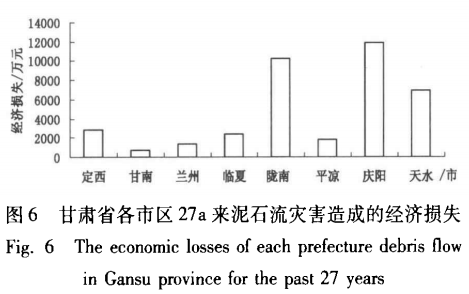 经济损失/万元
14000
12000
10000
8000
6000
4000
2000
0
定西 甘南 兰州 临夏 陇南 平凉 庆阳 天水 /市
图6 甘肃省各市区27a来泥石流灾害造成的经济损失
Fig. 6 The economic losses of each prefecture debris flow
in Gansu province for the past 27 years